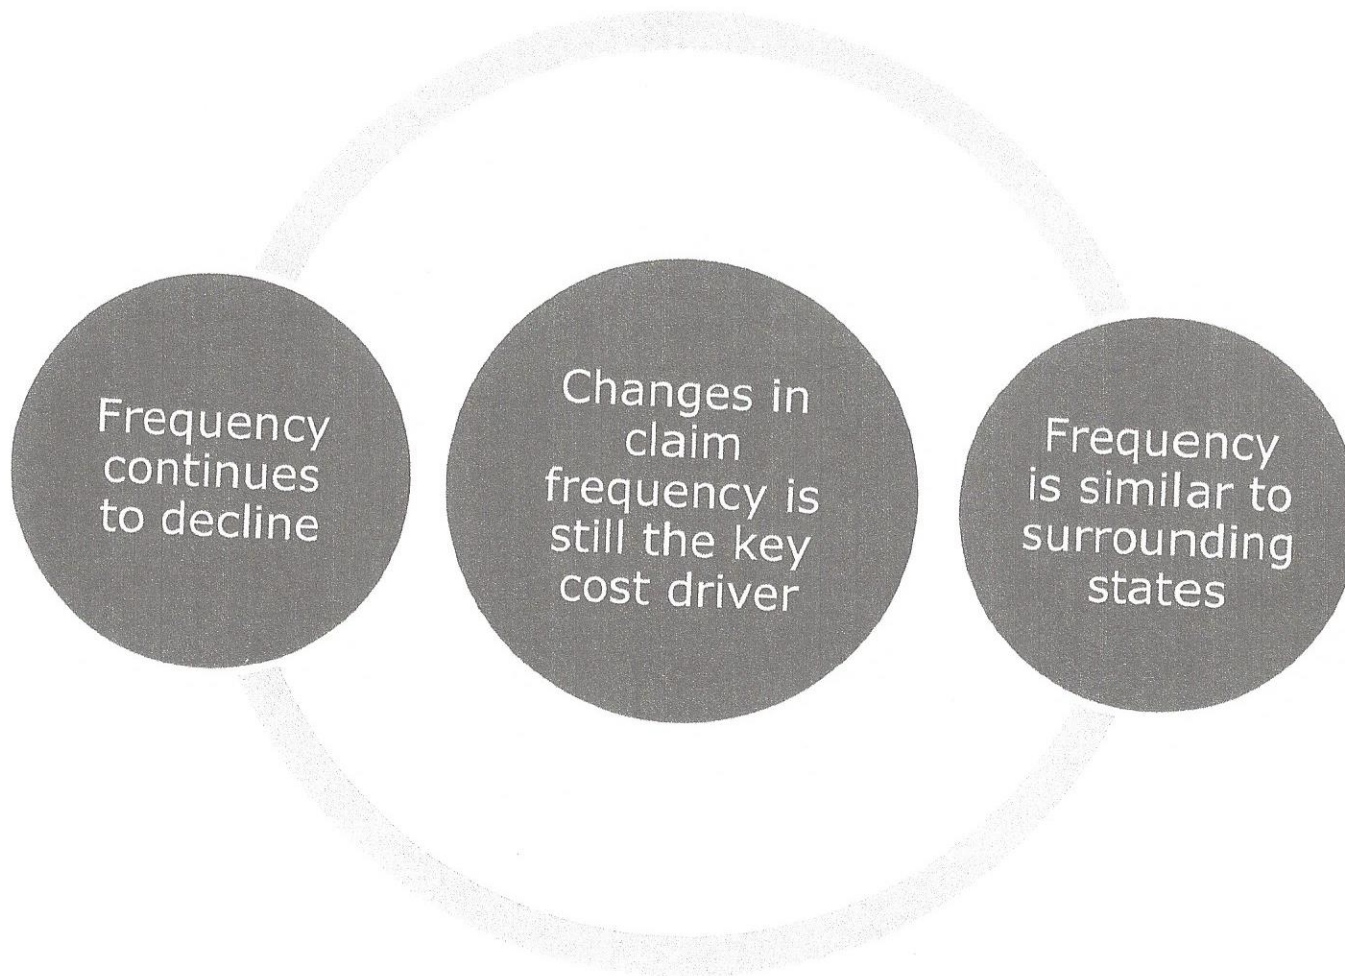 Frequency
continues
to decline
Changes in
claim
frequency is
still the key
cost driver
Frequency
is similar to
surrounding
states